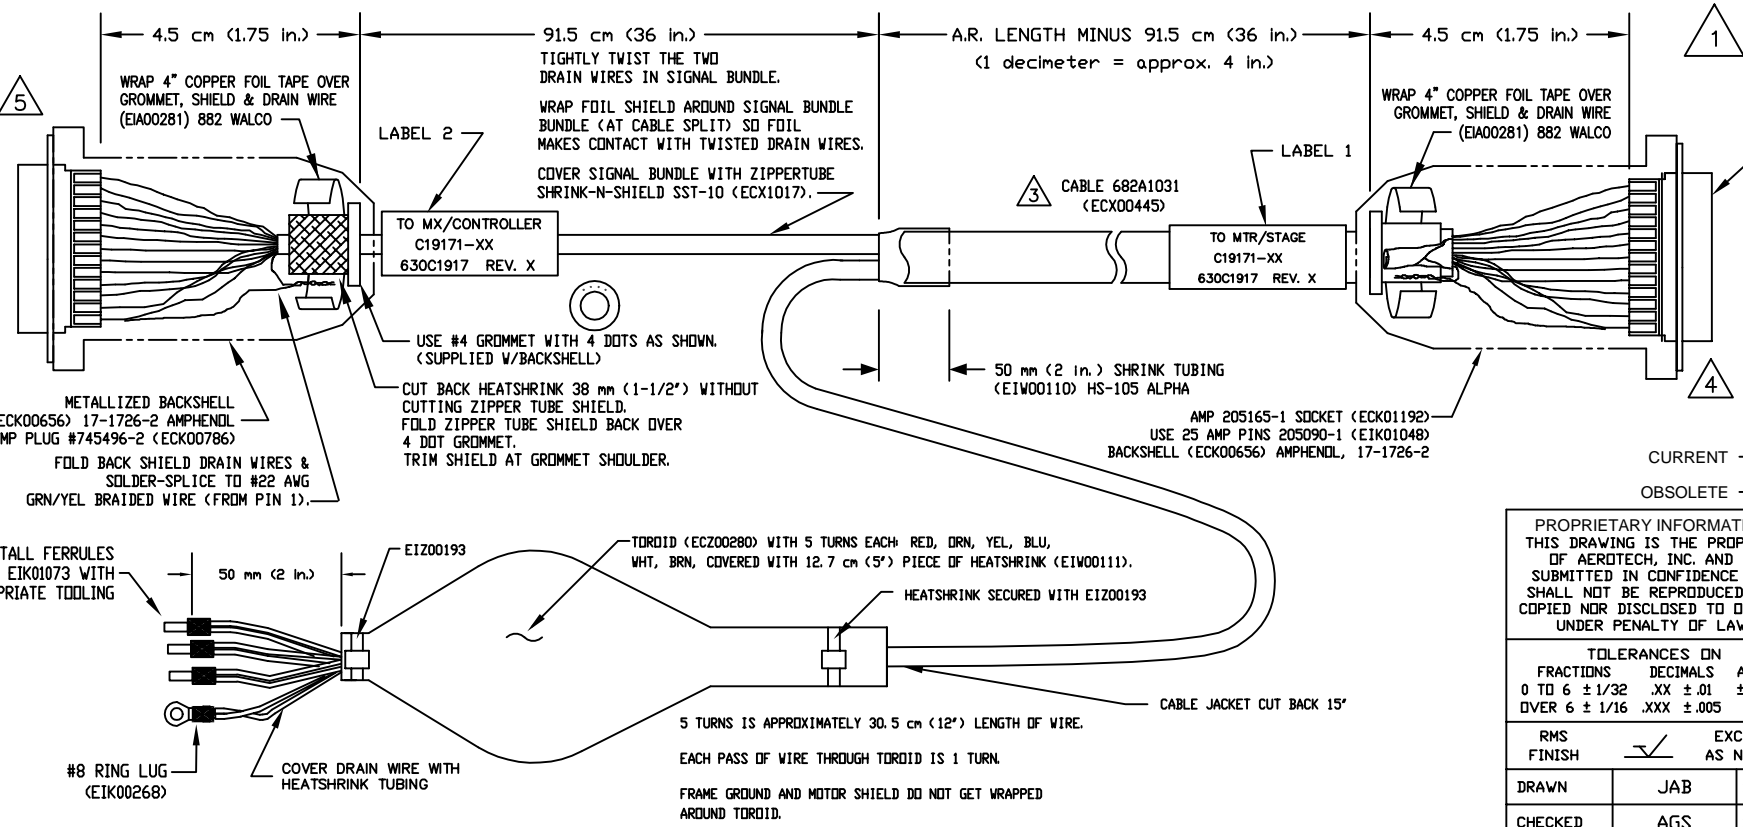 4.5 cm (1.75 in.)
91.5 cm (36 in.)
A.R. LENGTH MINUS 91.5 cm (36 in.)
(1 decimeter = approx. 4 in.)
4.5 cm (1.75 in.)
1
5
WRAP 4" COPPER FOIL TAPE OVER
GROMMET, SHIELD & DRAIN WIRE
(EIA00281) 882 WALCO
LABEL 2
TIGHTLY TWIST THE TWO
DRAIN WIRES IN SIGNAL BUNDLE.
WRAP FOIL SHIELD AROUND SIGNAL BUNDLE
BUNDLE (AT CABLE SPLIT) SO FOIL
MAKES CONTACT WITH TWISTED DRAIN WIRES.
COVER SIGNAL BUNDLE WITH ZIPPERTUBE
SHRINK-N-SHIELD SST-10 (ECX1017).
3
CABLE 682A1031
(ECX00445)
LABEL 1
WRAP 4" COPPER FOIL TAPE OVER
GROMMET, SHIELD & DRAIN WIRE
(EIA00281) 882 WALCO
TO MX/CONTROLLER
C19171-XX
630C1917 REV. X
TO MTR/STAGE
C19171-XX
630C1917 REV. X
USE #4 GROMMET WITH 4 DOTS AS SHOWN.
(SUPPLIED W/BACKSHELL)
CUT BACK HEATSHRINK 38 mm (1-1/2") WITHOUT
CUTTING ZIPPER TUBE SHIELD.
FOLD ZIPPER TUBE SHIELD BACK OVER
4 DOT GROMMET.
TRIM SHIELD AT GROMMET SHOULDER.
50 mm (2 in.) SHRINK TUBING
(EIW00110) HS-105 ALPHA
4
METALLIZED BACKSHELL
ECK00656) 17-1726-2 AMPHENOL
MP PLUG #745496-2 (ECK00786)
FOLD BACK SHIELD DRAIN WIRES &
SOLDER-SPLICE TO #22 AWG
GRN/YEL BRAIDED WIRE (FROM PIN 1).
AMP 205165-1 SOCKET (ECK01192)
USE 25 AMP PINS 205090-1 (EIK01048)
BACKSHELL (ECK00656) AMPHENOL, 17-1726-2
CURRENT
OBSOLETE
TALL FERRULES
EIK01073 WITH
PRIATE TOOLING
50 mm (2 in.)
EIZ00193
TOROID (ECZ00280) WITH 5 TURNS EACH: RED, ORN, YEL, BLU,
WHT, BRN, COVERED WITH 12.7 cm (5") PIECE OF HEATSHRINK (EIW00111).
HEATSHRINK SECURED WITH EIZ00193
CABLE JACKET CUT BACK 15"
5 TURNS IS APPROXIMATELY 30.5 cm (12") LENGTH OF WIRE.
EACH PASS OF WIRE THROUGH TOROID IS 1 TURN.
FRAME GROUND AND MOTOR SHIELD DO NOT GET WRAPPED
AROUND TOROID.
#8 RING LUG
(EIK00268)
COVER DRAIN WIRE WITH
HEATSHRINK TUBING
PROPRIETARY INFORMATI
THIS DRAWING IS THE PROP
OF AEROTECH, INC. AND
SUBMITTED IN CONFIDENCE
SHALL NOT BE REPRODUCED
COPIED NOR DISCLOSED TO O
UNDER PENALTY OF LAW
TOLERANCES ON
FRACTIONS DECIMALS A
0 TO 6 ± 1/32 .XX ± .01 ±
OVER 6 ± 1/16 .XXX ± .005
RMS EXC
FINISH AS N
DRAWN JAB
CHECKED AGS